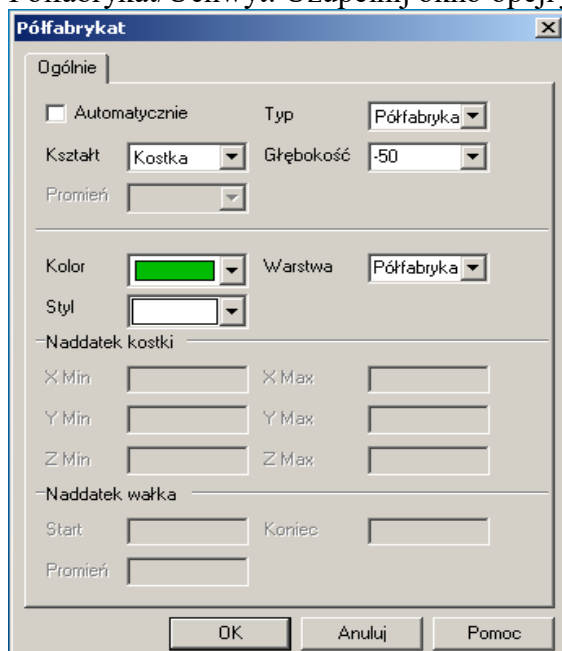 Półfabrykat/Uchwyt. Uzupełnij okno opcji
Półfabrykat
Ogólnie
Automatycznie Typ Półfabryka
Kształt Kostka Głębokość -50
Promień
Kolor Warstwa Półfabryka
Styl
Naddatek kostki
X Min X Max
Y Min Y Max
Z Min Z Max
Naddatek wałka
Start Koniec
Promień
OK Anuluj Pomoc